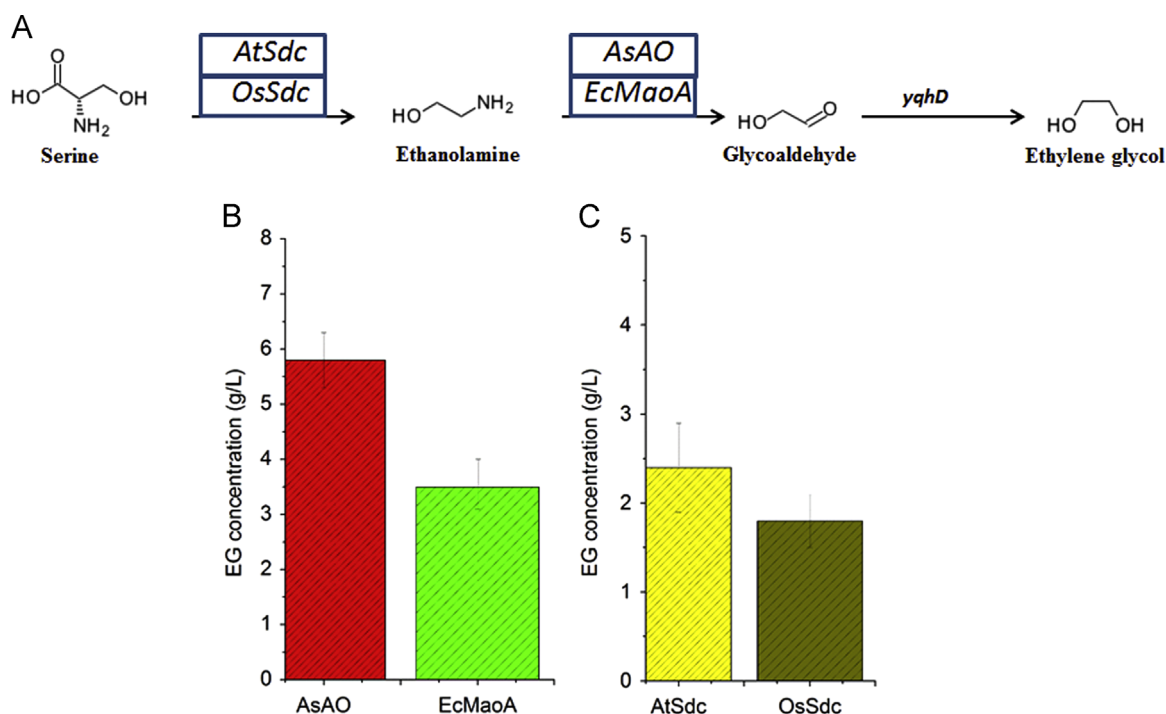 A
AtSdc
OsSdc
AsAO
EcMaoA
yqhD
O
HO
OH
NH2
HO
NH2
HO
O
HO
OH
Serine
Ethanolamine
Glycoaldehyde
Ethylene glycol
B
8
7
6
5
4
3
2
1
0
EG concentration (g/L)
AsAO
EcMaoA
C
5
4
3
2
1
0
EG concentration (g/L)
AtSdc
OsSdc